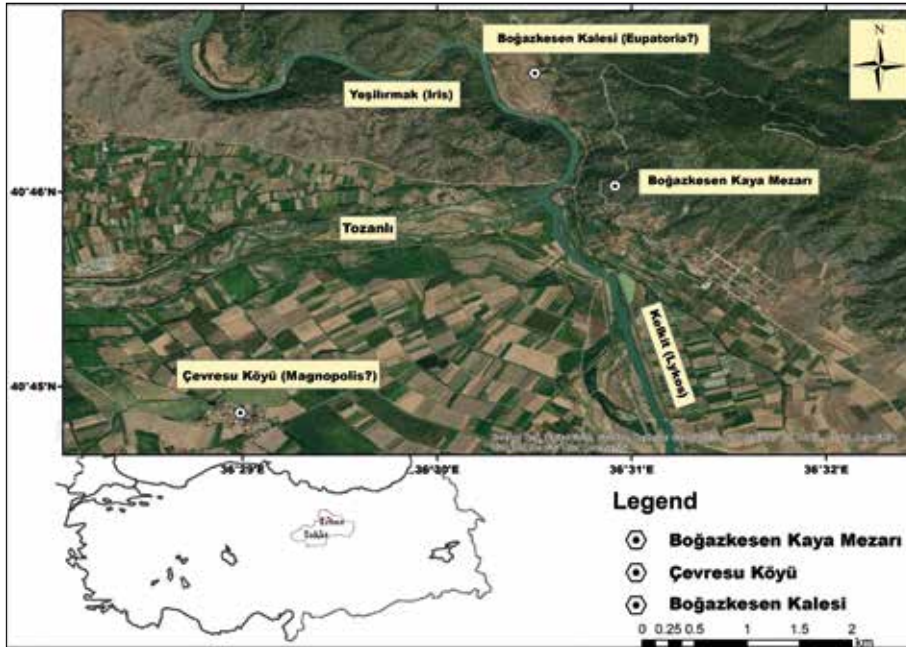 Boğazkesen Kalesi (Eupatoria?)
N
Yeşilırmak (Iris)
40°46'N
Boğazkesen Kaya Mezarı
Tozanlı
Kelkit (Lykos)
Çevresu Köyü (Magnopolis?)
40°45'N
36°29'E
36°30'E
36°31'E
36°32'E
Legend
Boğazkesen Kaya Mezarı
Çevresu Köyü
Boğazkesen Kalesi
0 0.25 0.5 1 1.5 2
km